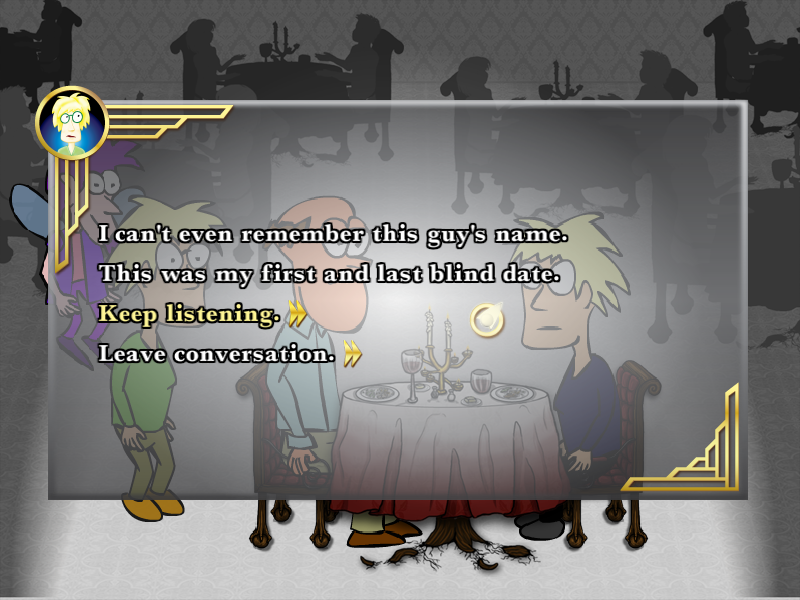 I can't even remember this guy's name.
This was my first and last blind date.
Keep listening.
Leave conversation.